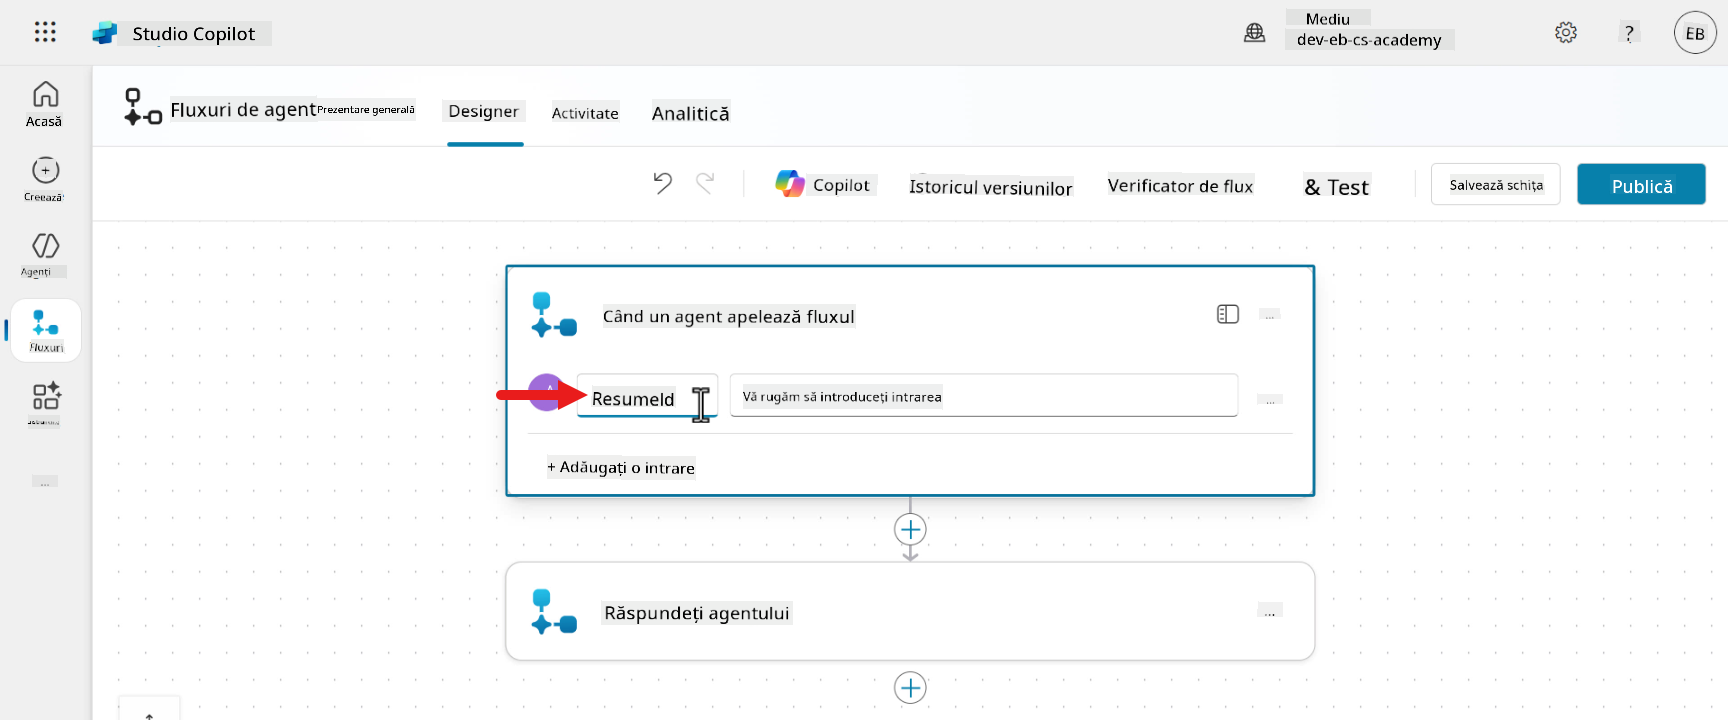 Studio Copilot
Mediu
dev-eb-cs-academy
?
EB
Acasă
Creează
Agenți
Fluxuri
...
Fluxuri de agent
Prezentare generală
Designer
Activitate
Analitică
Copilot
Istoricul versiunilor
Verificator de flux
& Test
Salvează schița
Publică
Când un agent apelează fluxul
...
ResumeId
Vă rugăm să introduceți intrarea
...
+ Adăugați o intrare
Răspundeți agentului
...